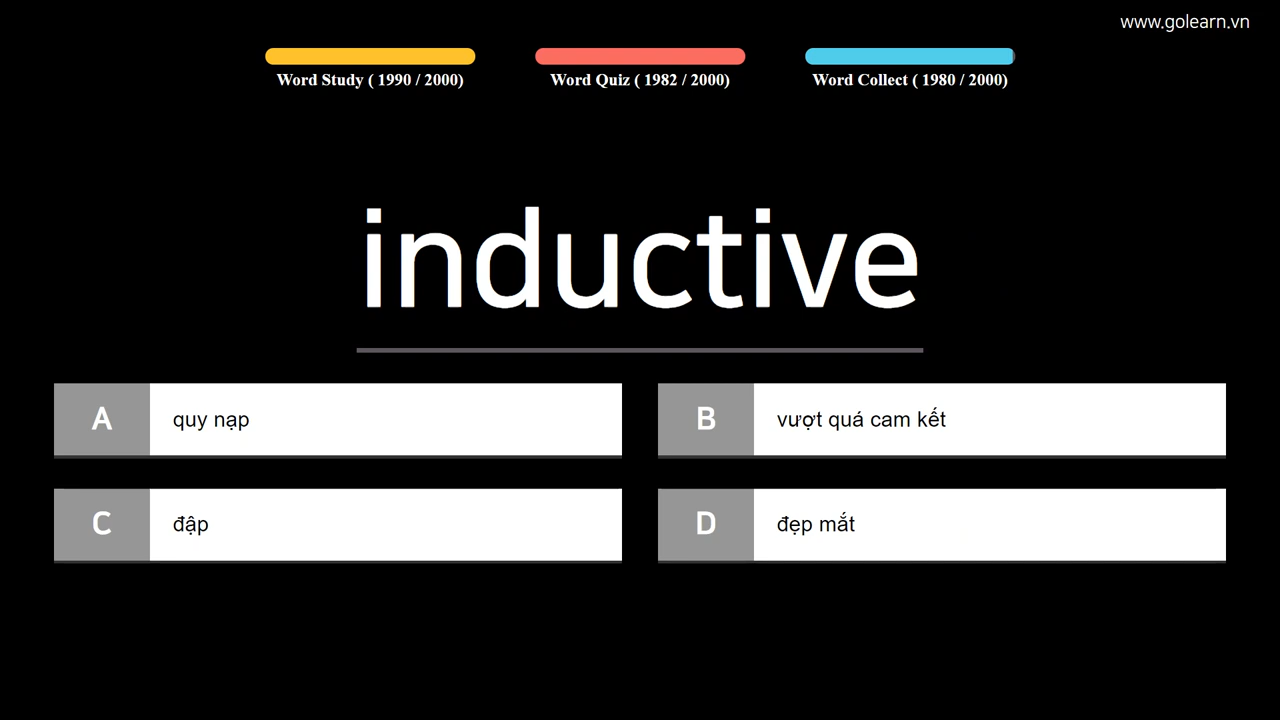 www.golearn.vn
Word Study ( 1990 / 2000)
Word Quiz ( 1982 / 2000)
Word Collect ( 1980 / 2000)
inductive
A quy nạp
B vượt quá cam kết
C đập
D đẹp mắt